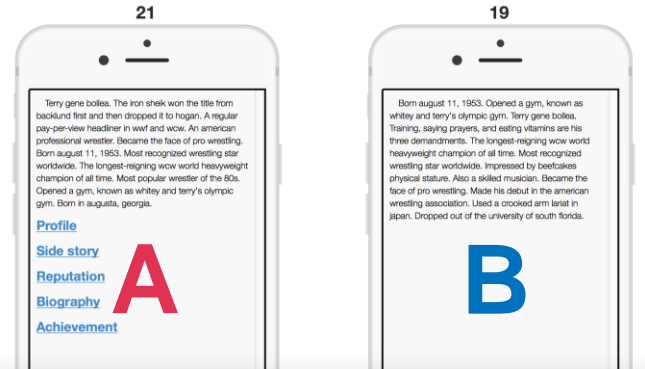 21
Terry gene bollea. The iron sheik won the title from
backlund first and then dropped it to hogan. A regular
pay-per-view headliner in wwf and wcw. An american
professional wrestler. Became the face of pro wrestling.
Born august 11, 1953. Most recognized wrestling star
worldwide. The longest-reigning wcw world heavyweight
champion of all time. Most popular wrestler of the 80s.
Opened a gym, known as whitey and terry's olympic
gym. Born in augusta, georgia.
Profile
Side story
Reputation
Biography
Achievement
A
19
Born august 11, 1953. Opened a gym, known as
whitey and terry's olympic gym. Terry gene bollea.
Training, saying prayers, and eating vitamins are his
three demandments. The longest-reigning wcw world
heavyweight champion of all time. Most recognized
wrestling star worldwide. Impressed by beefcakes
physical stature. Also a skilled musician. Became the
face of pro wrestling. Made his debut in the american
wrestling association. Used a crooked arm lariat in
japan. Dropped out of the university of south florida.
B